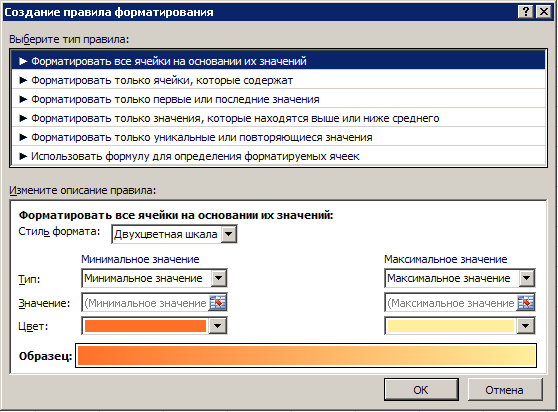 Создание правила форматирования
Выберите тип правила:
► Форматировать все ячейки на основании их значений
► Форматировать только ячейки, которые содержат
► Форматировать только первые или последние значения
► Форматировать только значения, которые находятся выше или ниже среднего
► Форматировать только уникальные или повторяющиеся значения
► Использовать формулу для определения форматируемых ячеек
Измените описание правила:
Форматировать все ячейки на основании их значений:
Стиль формата: Двухцветная шкала
Минимальное значение Максимальное значение
Тип: Минимальное значение Максимальное значение
Значение: (Минимальное значение (Максимальное значение
Цвет:
Образец:
ОК Отмена